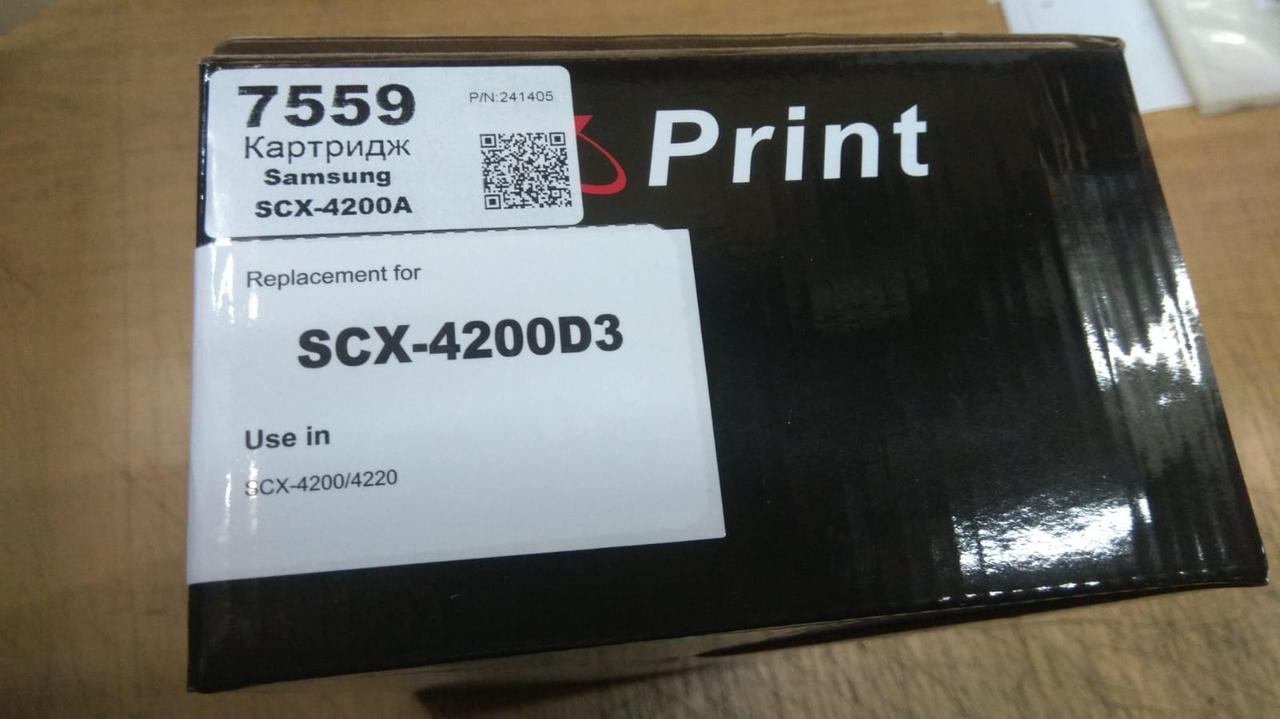 7559
P/N:241405
Картридж
Samsung
SCX-4200A
Print
Replacement for
SCX-4200D3
Use in
SCX-4200/4220